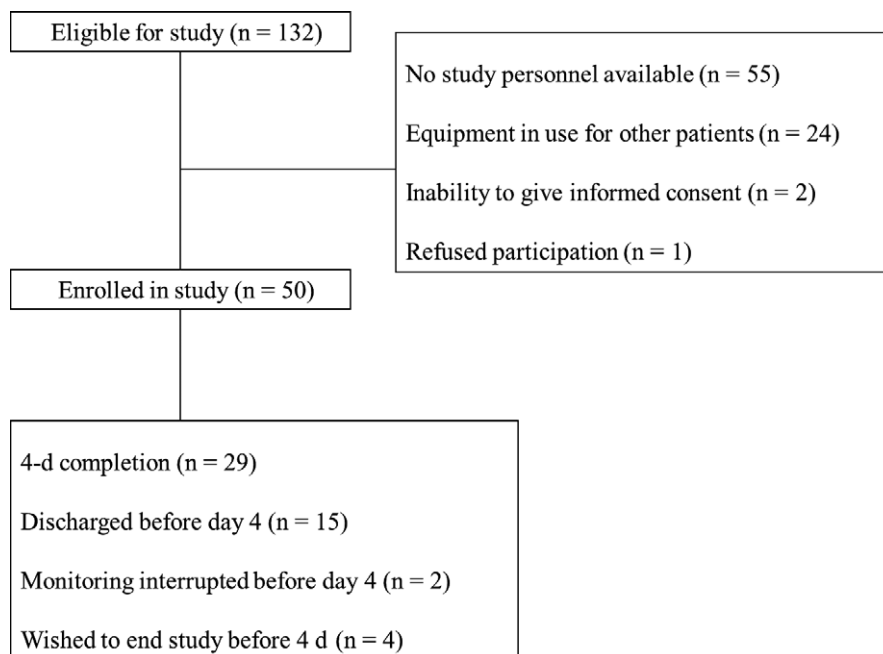 Eligible for study (n = 132)
No study personnel available (n = 55)
Equipment in use for other patients (n = 24)
Inability to give informed consent (n = 2)
Refused participation (n = 1)
Enrolled in study (n = 50)
4-d completion (n = 29)
Discharged before day 4 (n = 15)
Monitoring interrupted before day 4 (n = 2)
Wished to end study before 4 d (n = 4)